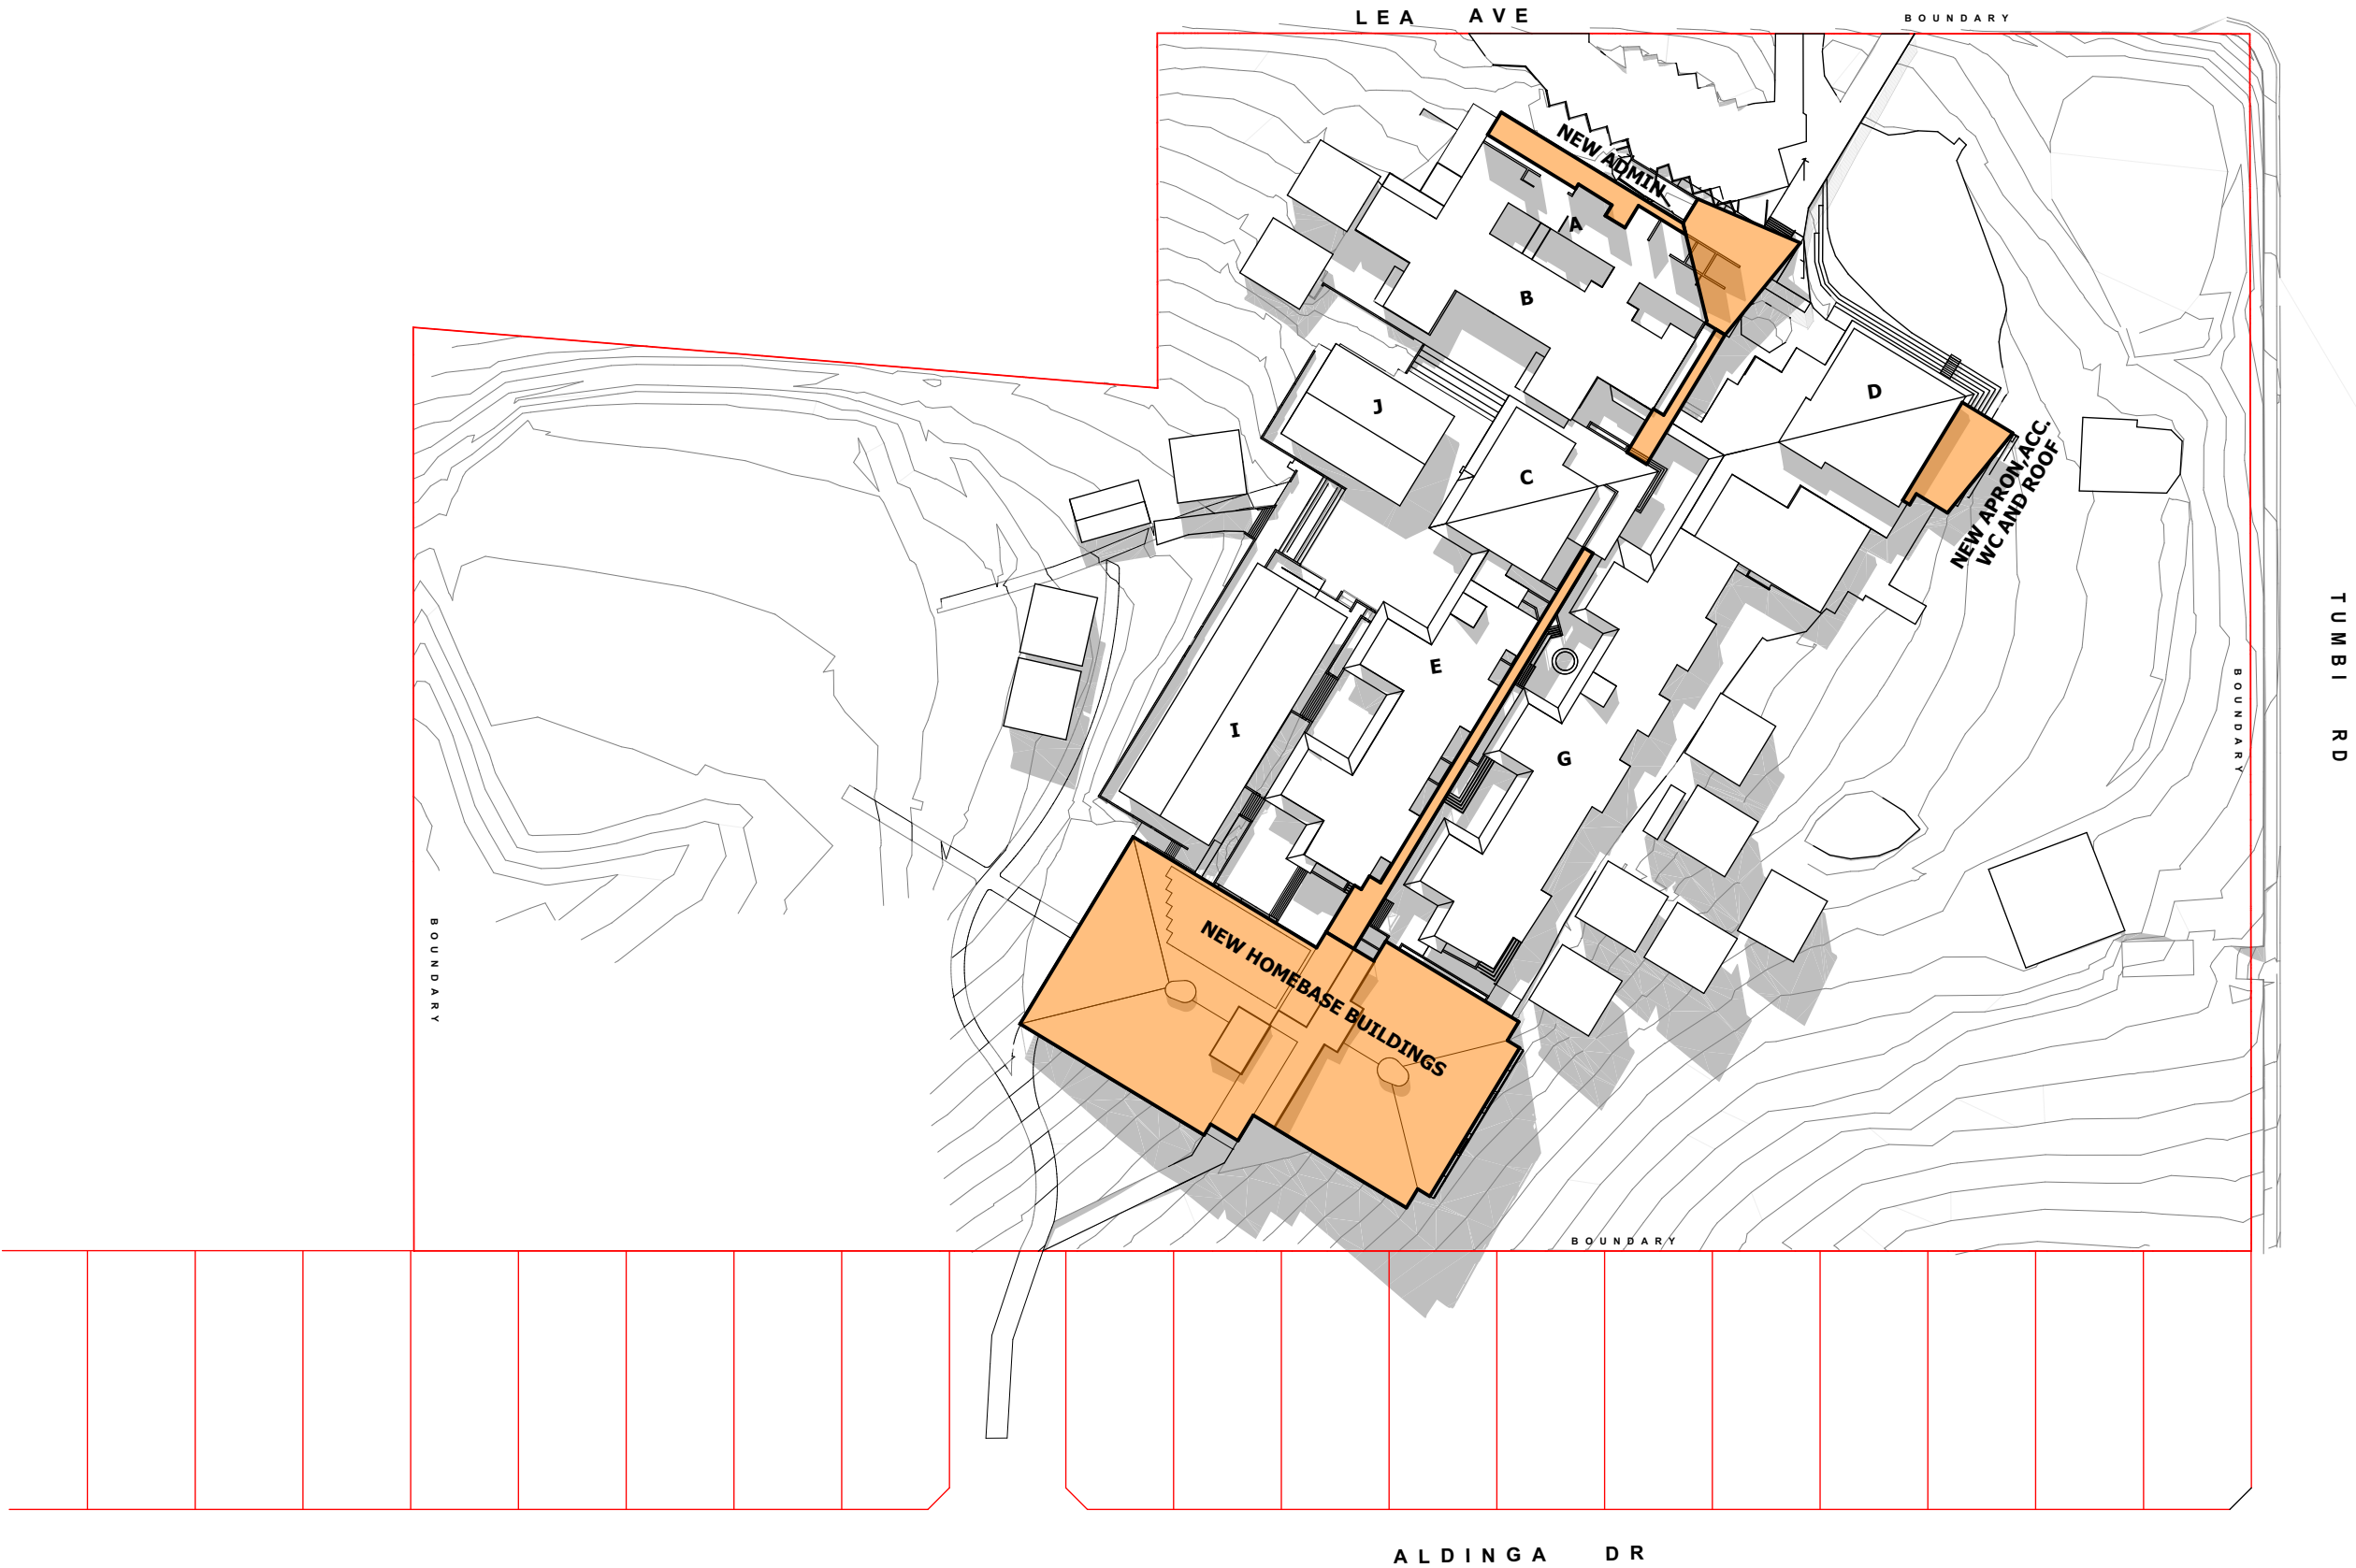 LEA AVE
BOUNDARY
NEW ADMIN
A
B
J
D
C
NEW APRON,ACC.
WC AND ROOF
E
I
G
TUMBI RD
BOUNDARY
BOUNDARY
NEW HOMEBASE BUILDINGS
BOUNDARY
ALDINGA DR